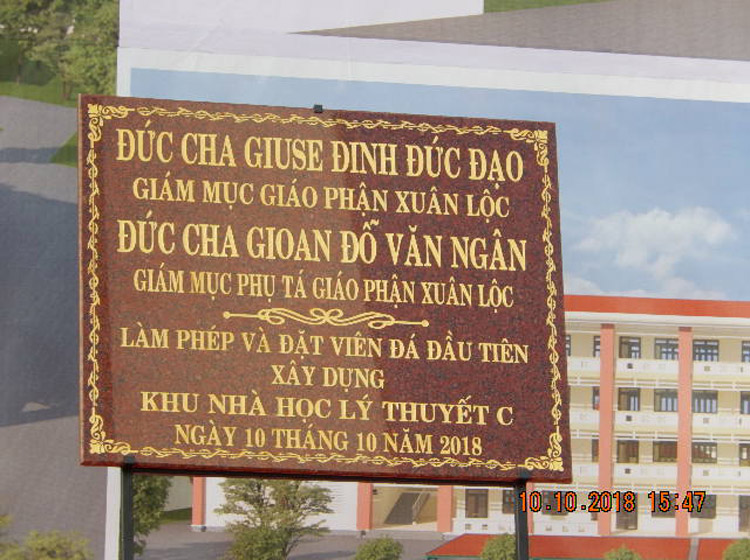 ĐỨC CHA GIUSE ĐINH ĐỨC ĐẠO
GIÁM MỤC GIÁO PHẬN XUÂN LỘC
ĐỨC CHA GIOAN ĐỖ VĂN NGÂN
GIÁM MỤC PHỤ TÁ GIÁO PHẬN XUÂN LỘC
LÀM PHÉP VÀ ĐẶT VIÊN ĐÁ ĐẦU TIÊN
XÂY DỰNG
KHU NHÀ HỌC LÝ THUYẾT C
NGÀY 10 THÁNG 10 NĂM 2018
10.10.2018 15:47